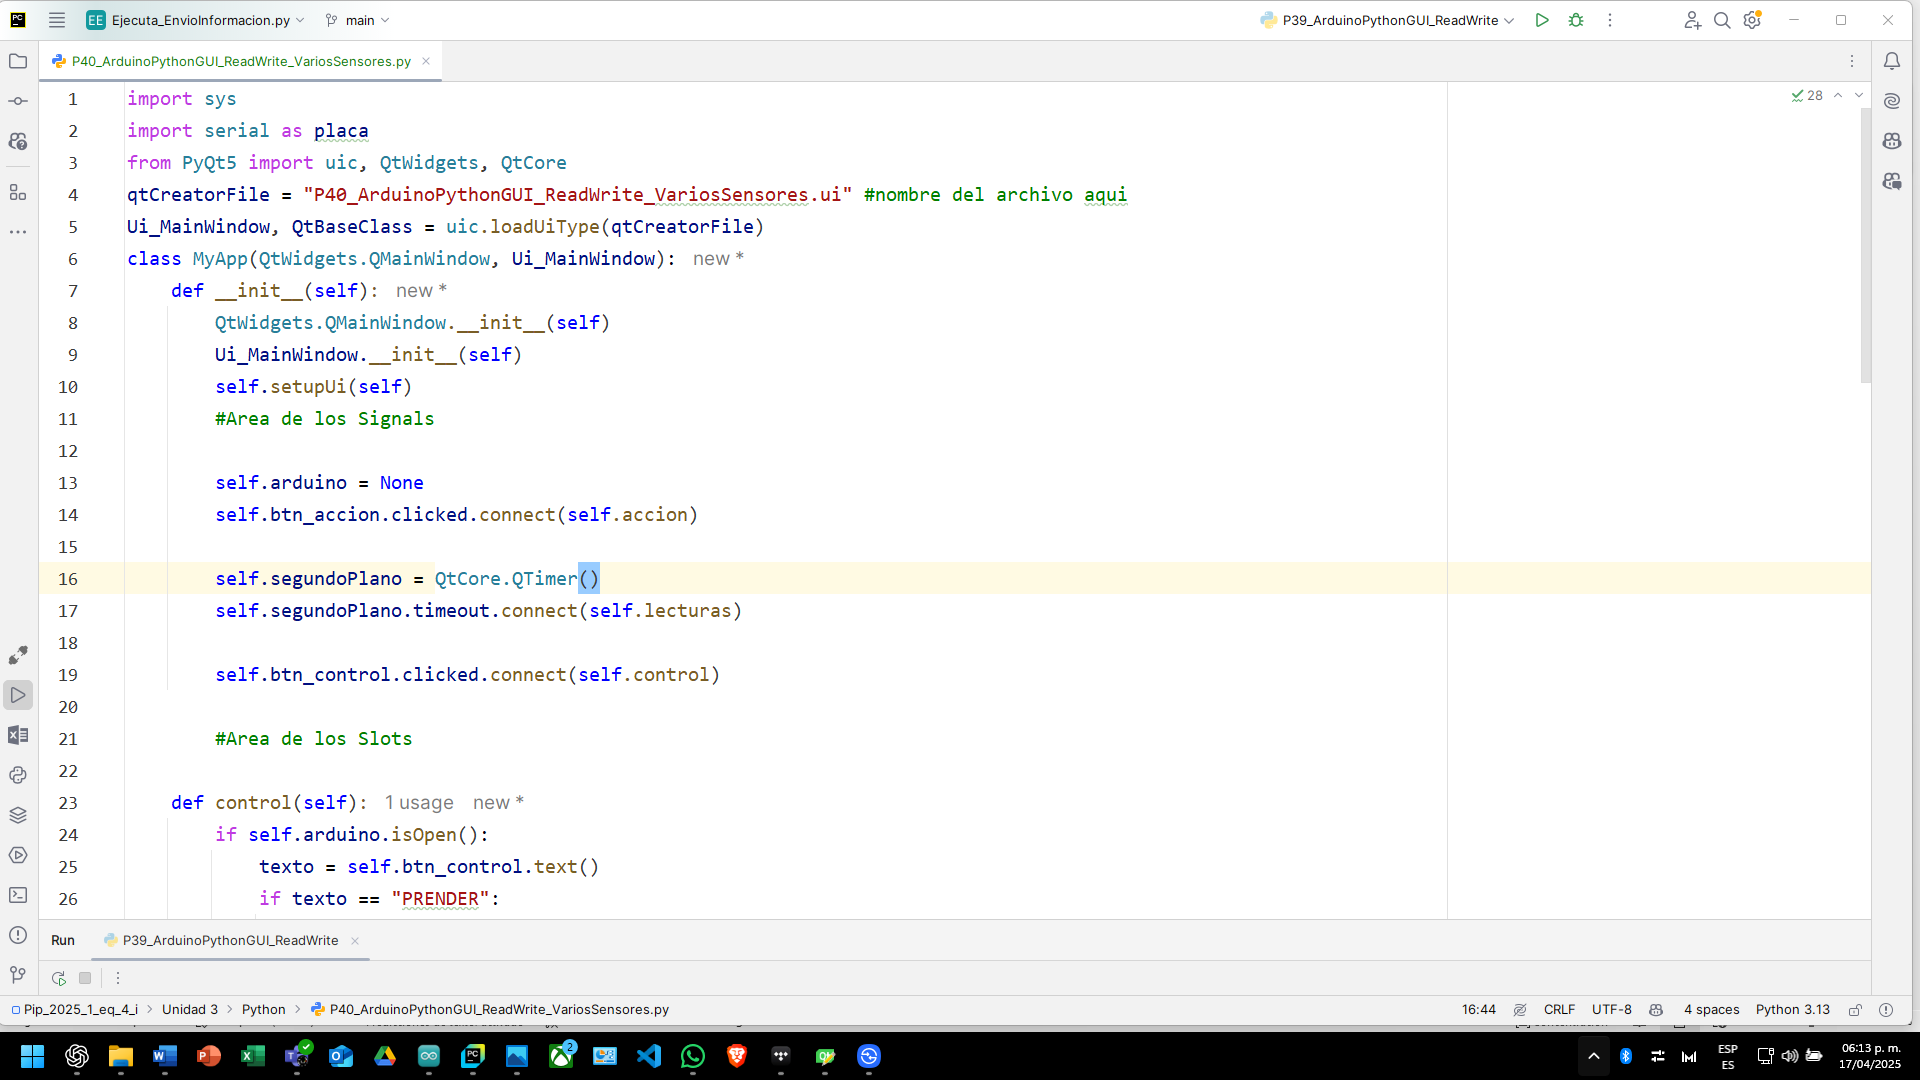 PC
EE Ejecuta_EnvioInformacion.py
main
P39_ArduinoPythonGUI_ReadWrite
P40_ArduinoPythonGUI_ReadWrite_VariosSensores.py
28
1 import sys
2 import serial as placa
3 from PyQt5 import uic, QtWidgets, QtCore
4 qtCreatorFile = "P40_ArduinoPythonGUI_ReadWrite_VariosSensores.ui" #nombre del archivo aqui
5 Ui_MainWindow, QtBaseClass = uic.loadUiType(qtCreatorFile)
6 class MyApp(QtWidgets.QMainWindow, Ui_MainWindow): new *
7 def __init__(self): new *
8 QtWidgets.QMainWindow.__init__(self)
9 Ui_MainWindow.__init__(self)
10 self.setupUi(self)
11 #Area de los Signals
12
13 self.arduino = None
14 self.btn_accion.clicked.connect(self.accion)
15
16 self.segundoPlano = QtCore.QTimer()
17 self.segundoPlano.timeout.connect(self.lecturas)
18
19 self.btn_control.clicked.connect(self.control)
20
21 #Area de los Slots
22
23 def control(self): 1 usage new *
24 if self.arduino.isOpen():
25 texto = self.btn_control.text()
26 if texto == "PRENDER":
Run P39_ArduinoPythonGUI_ReadWrite
Pip_2025_1_eq_4_i > Unidad 3 > Python > P40_ArduinoPythonGUI_ReadWrite_VariosSensores.py
16:44 CRLF UTF-8 4 spaces Python 3.13
2
ESP
ES
06:13 p. m.
17/04/2025